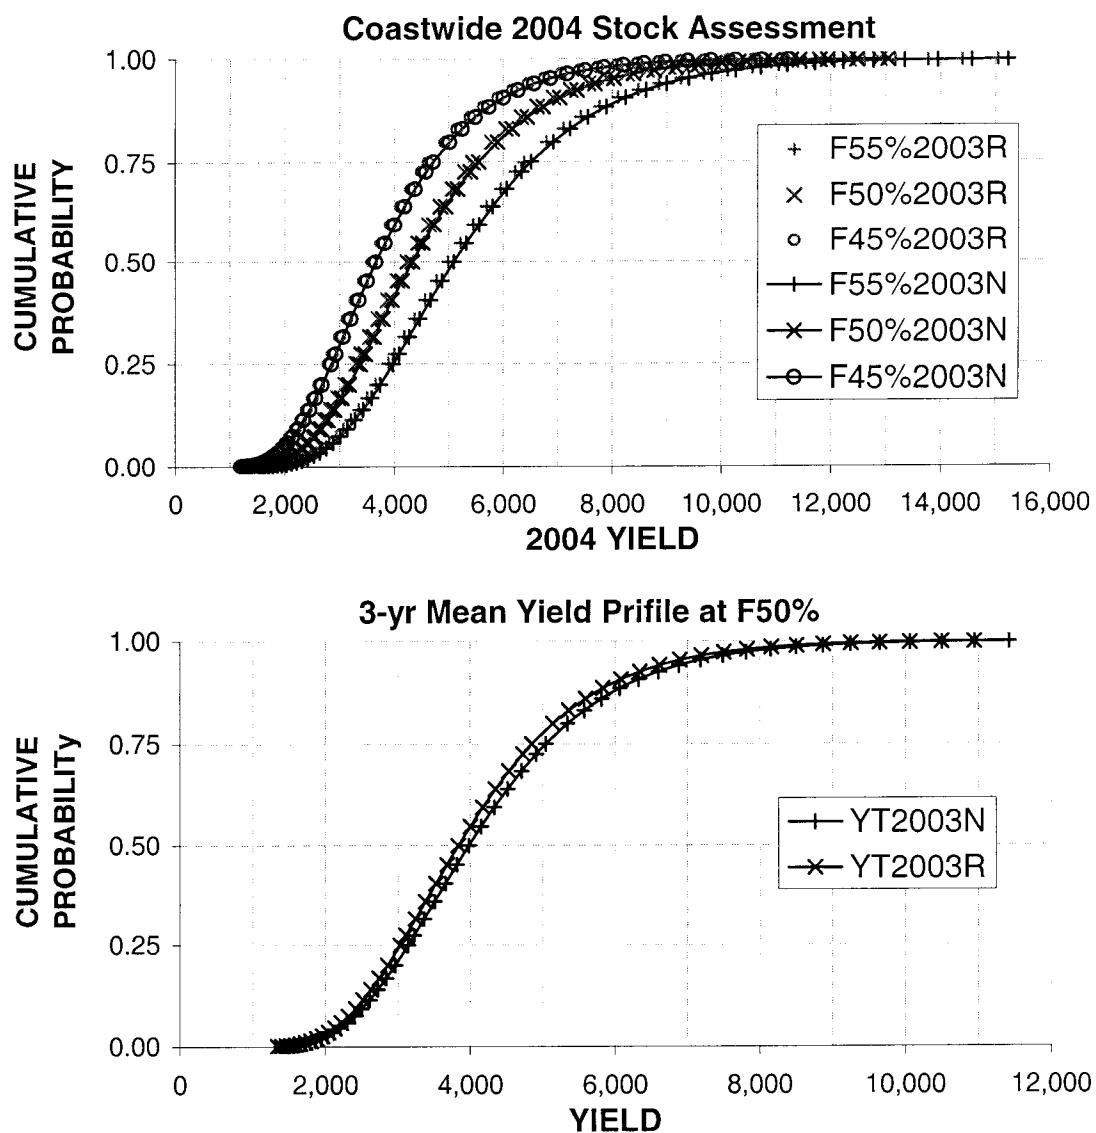 Coastwide 2004 Stock Assessment
1.00
0.75
0.50
0.25
0.00
CUMULATIVE
PROBABILITY
F55%2003R
F50%2003R
F45%2003R
F55%2003N
F50%2003N
F45%2003N
0 2,000 4,000 6,000 8,000 10,000 12,000 14,000 16,000
2004 YIELD
3-yr Mean Yield Prifile at F50%
1.00
0.75
0.50
0.25
0.00
CUMULATIVE
PROBABILITy
YT2003N
YT2003R
0 2,000 4,000 6,000 8,000 10,000 12,000
YIELD